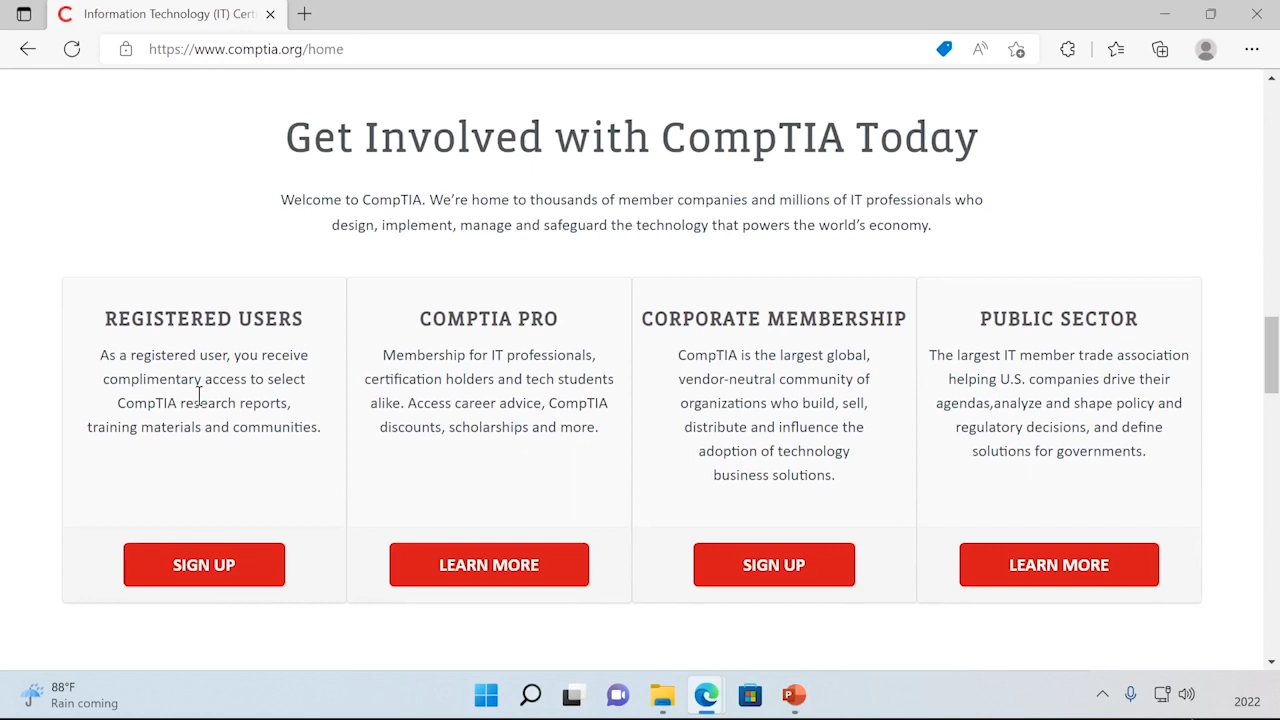 Information Technology (IT) Cert
https://www.comptia.org/home
Get Involved with CompTIA Today
Welcome to CompTIA. We're home to thousands of member companies and millions of IT professionals who
design, implement, manage and safeguard the technology that powers the world's economy.
REGISTERED USERS
As a registered user, you receive
complimentary access to select
CompTIA research reports,
training materials and communities.
SIGN UP
COMPTIA PRO
Membership for IT professionals,
certification holders and tech students
alike. Access career advice, CompTIA
discounts, scholarships and more.
LEARN MORE
CORPORATE MEMBERSHIP
CompTIA is the largest global,
vendor-neutral community of
organizations who build, sell,
distribute and influence the
adoption of technology
business solutions.
SIGN UP
PUBLIC SECTOR
The largest IT member trade association
helping U.S. companies drive their
agendas,analyze and shape policy and
regulatory decisions, and define
solutions for governments.
LEARN MORE
88°F
Rain coming
2022